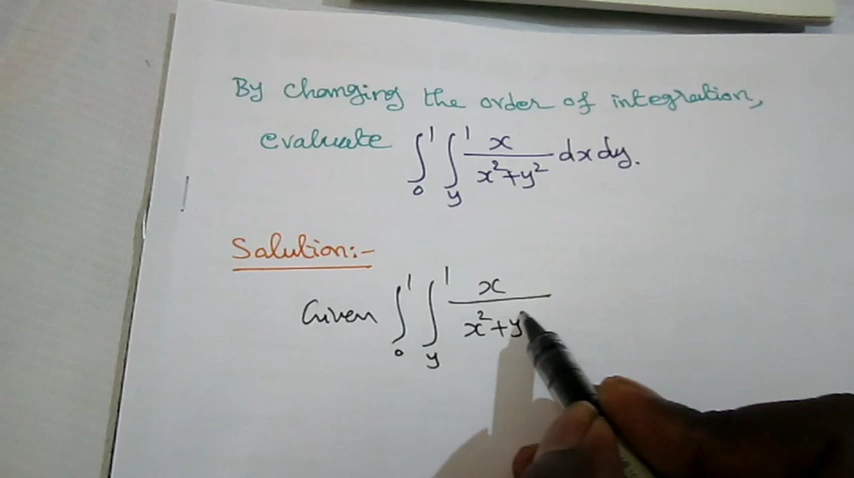 By changing the order of integration,
evaluate ∫₀¹ ∫ᵧ¹ x/(x²+y²) dx dy.
Solution:-
Given ∫₀¹ ∫ᵧ¹ x/(x²+y